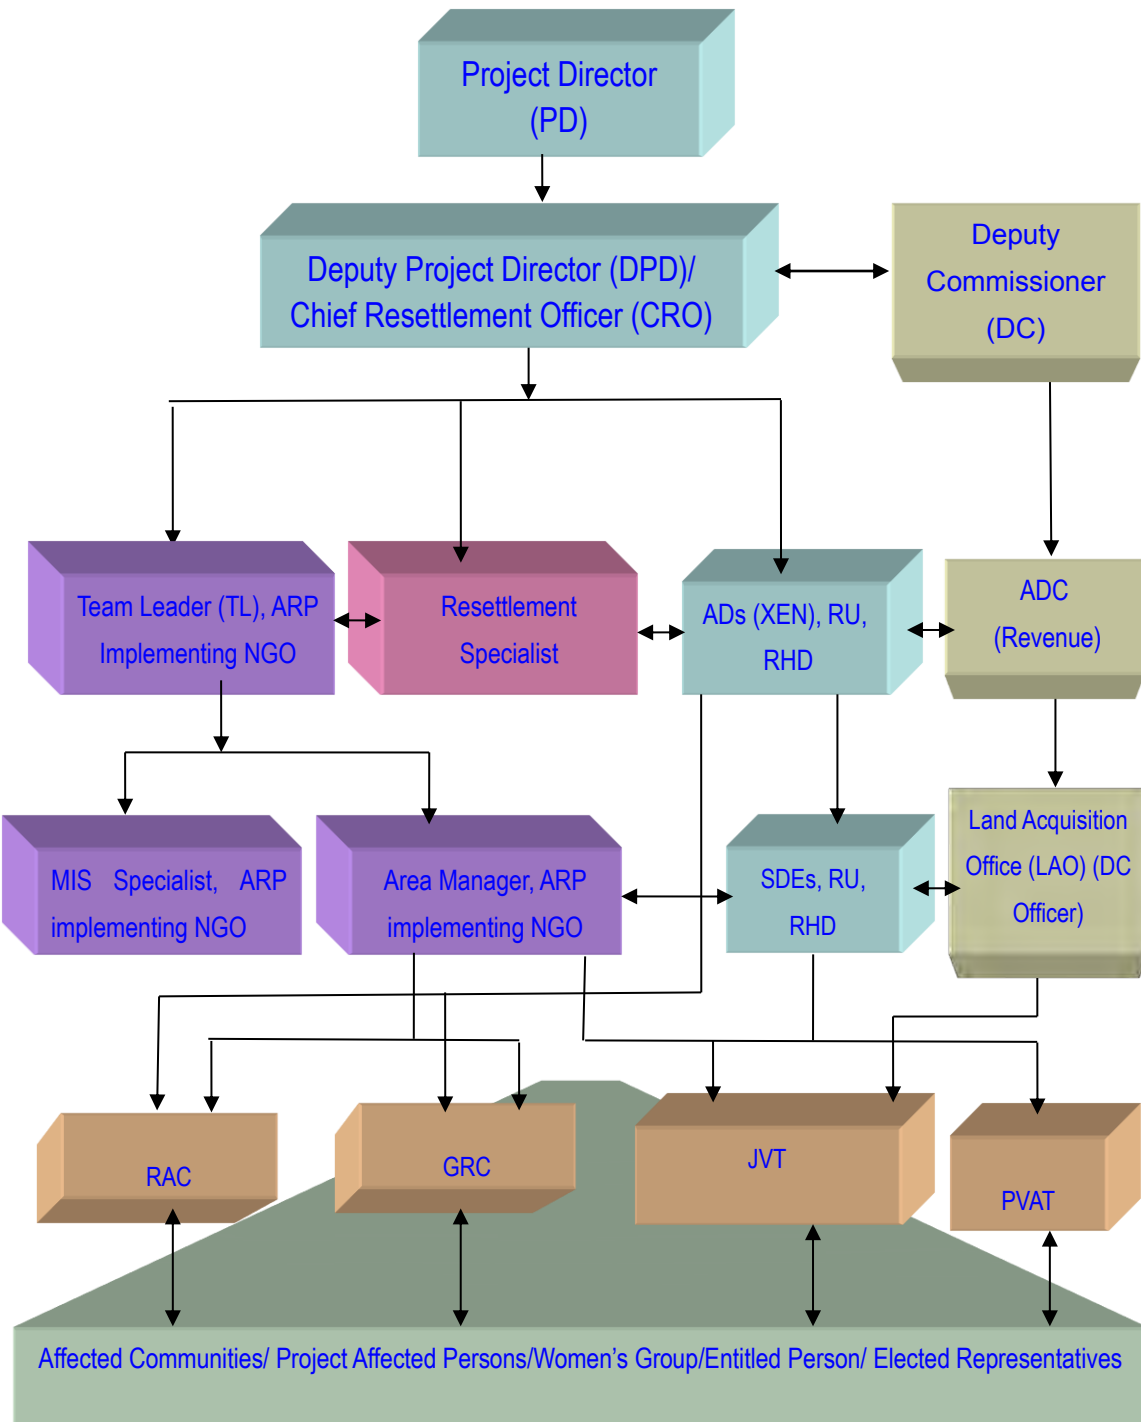 Project Director
(PD)
Deputy Project Director (DPD)/
Chief Resettlement Officer (CRO)
Deputy
Commissioner
(DC)
Team Leader (TL), ARP
Implementing NGO
Resettlement
Specialist
ADs (XEN), RU,
RHD
ADC
(Revenue)
MIS Specialist, ARP
implementing NGO
Area Manager, ARP
implementing NGO
SDEs, RU,
RHD
Land Acquisition
Office (LAO) (DC
Officer)
RAC
GRC
JVT
PVAT
Affected Communities/ Project Affected Persons/Women’s Group/Entitled Person/ Elected Representatives